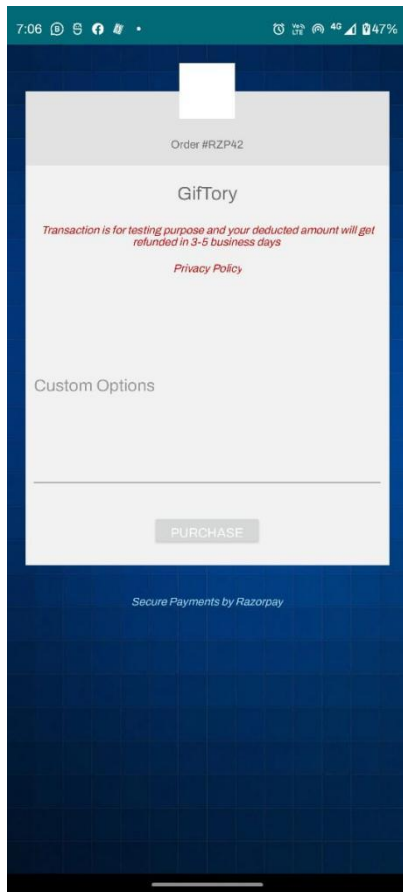 7:06 47%
4G
Order #RZP42
GifTory
Transaction is for testing purpose and your deducted amount will get
refunded in 3-5 business days
Privacy Policy
Custom Options
PURCHASE
Secure Payments by Razorpay